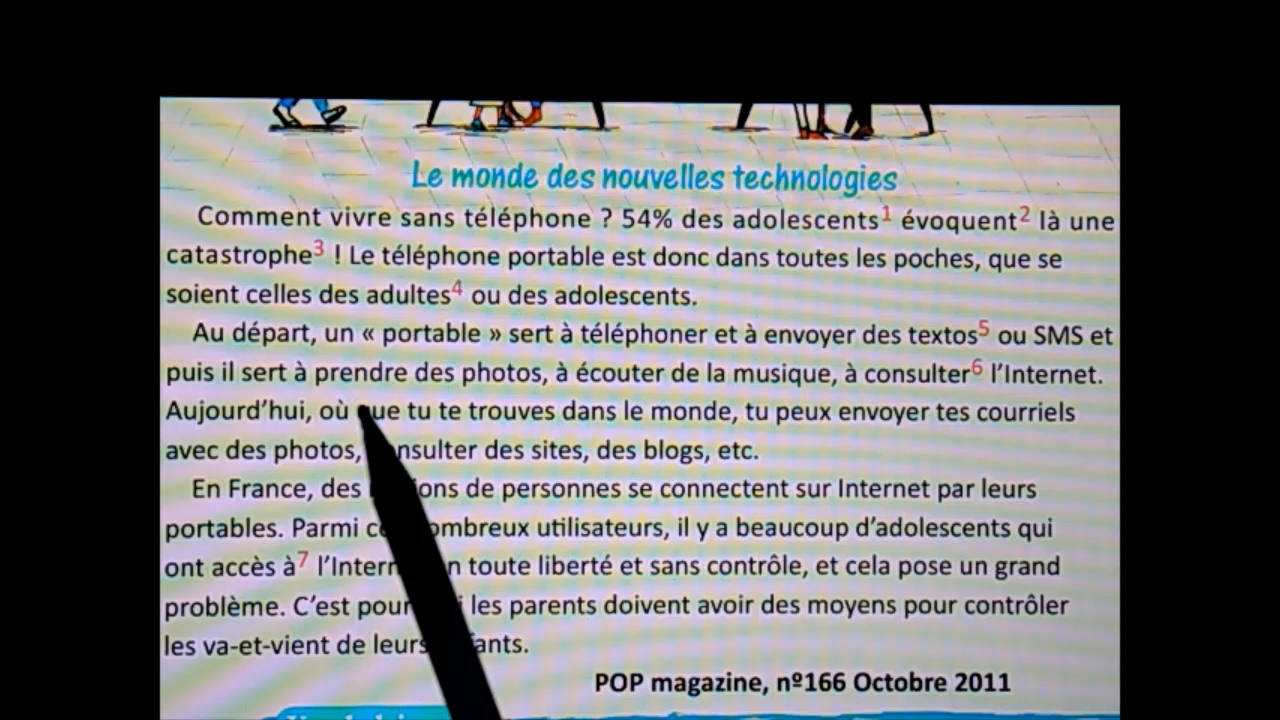 Le monde des nouvelles technologies
Comment vivre sans téléphone ? 54% des adolescents1 évoquent2 là une
catastrophe3 ! Le téléphone portable est donc dans toutes les poches, que se
soient celles des adultes4 ou des adolescents.
Au départ, un « portable » sert à téléphoner et à envoyer des textos5 ou SMS et
puis il sert à prendre des photos, à écouter de la musique, à consulter6 l'Internet.
Aujourd'hui, où que tu te trouves dans le monde, tu peux envoyer tes courriels
avec des photos, consulter des sites, des blogs, etc.
En France, des de personnes se connectent sur Internet par leurs
portables. Parmi nombreux utilisateurs, il y a beaucoup d'adolescents qui
ont accès à7 l'Internet en toute liberté et sans contrôle, et cela pose un grand
problème. C'est pourquoi les parents doivent avoir des moyens pour contrôler
les va-et-vient de leurs enfants.
POP magazine, nº166 Octobre 2011